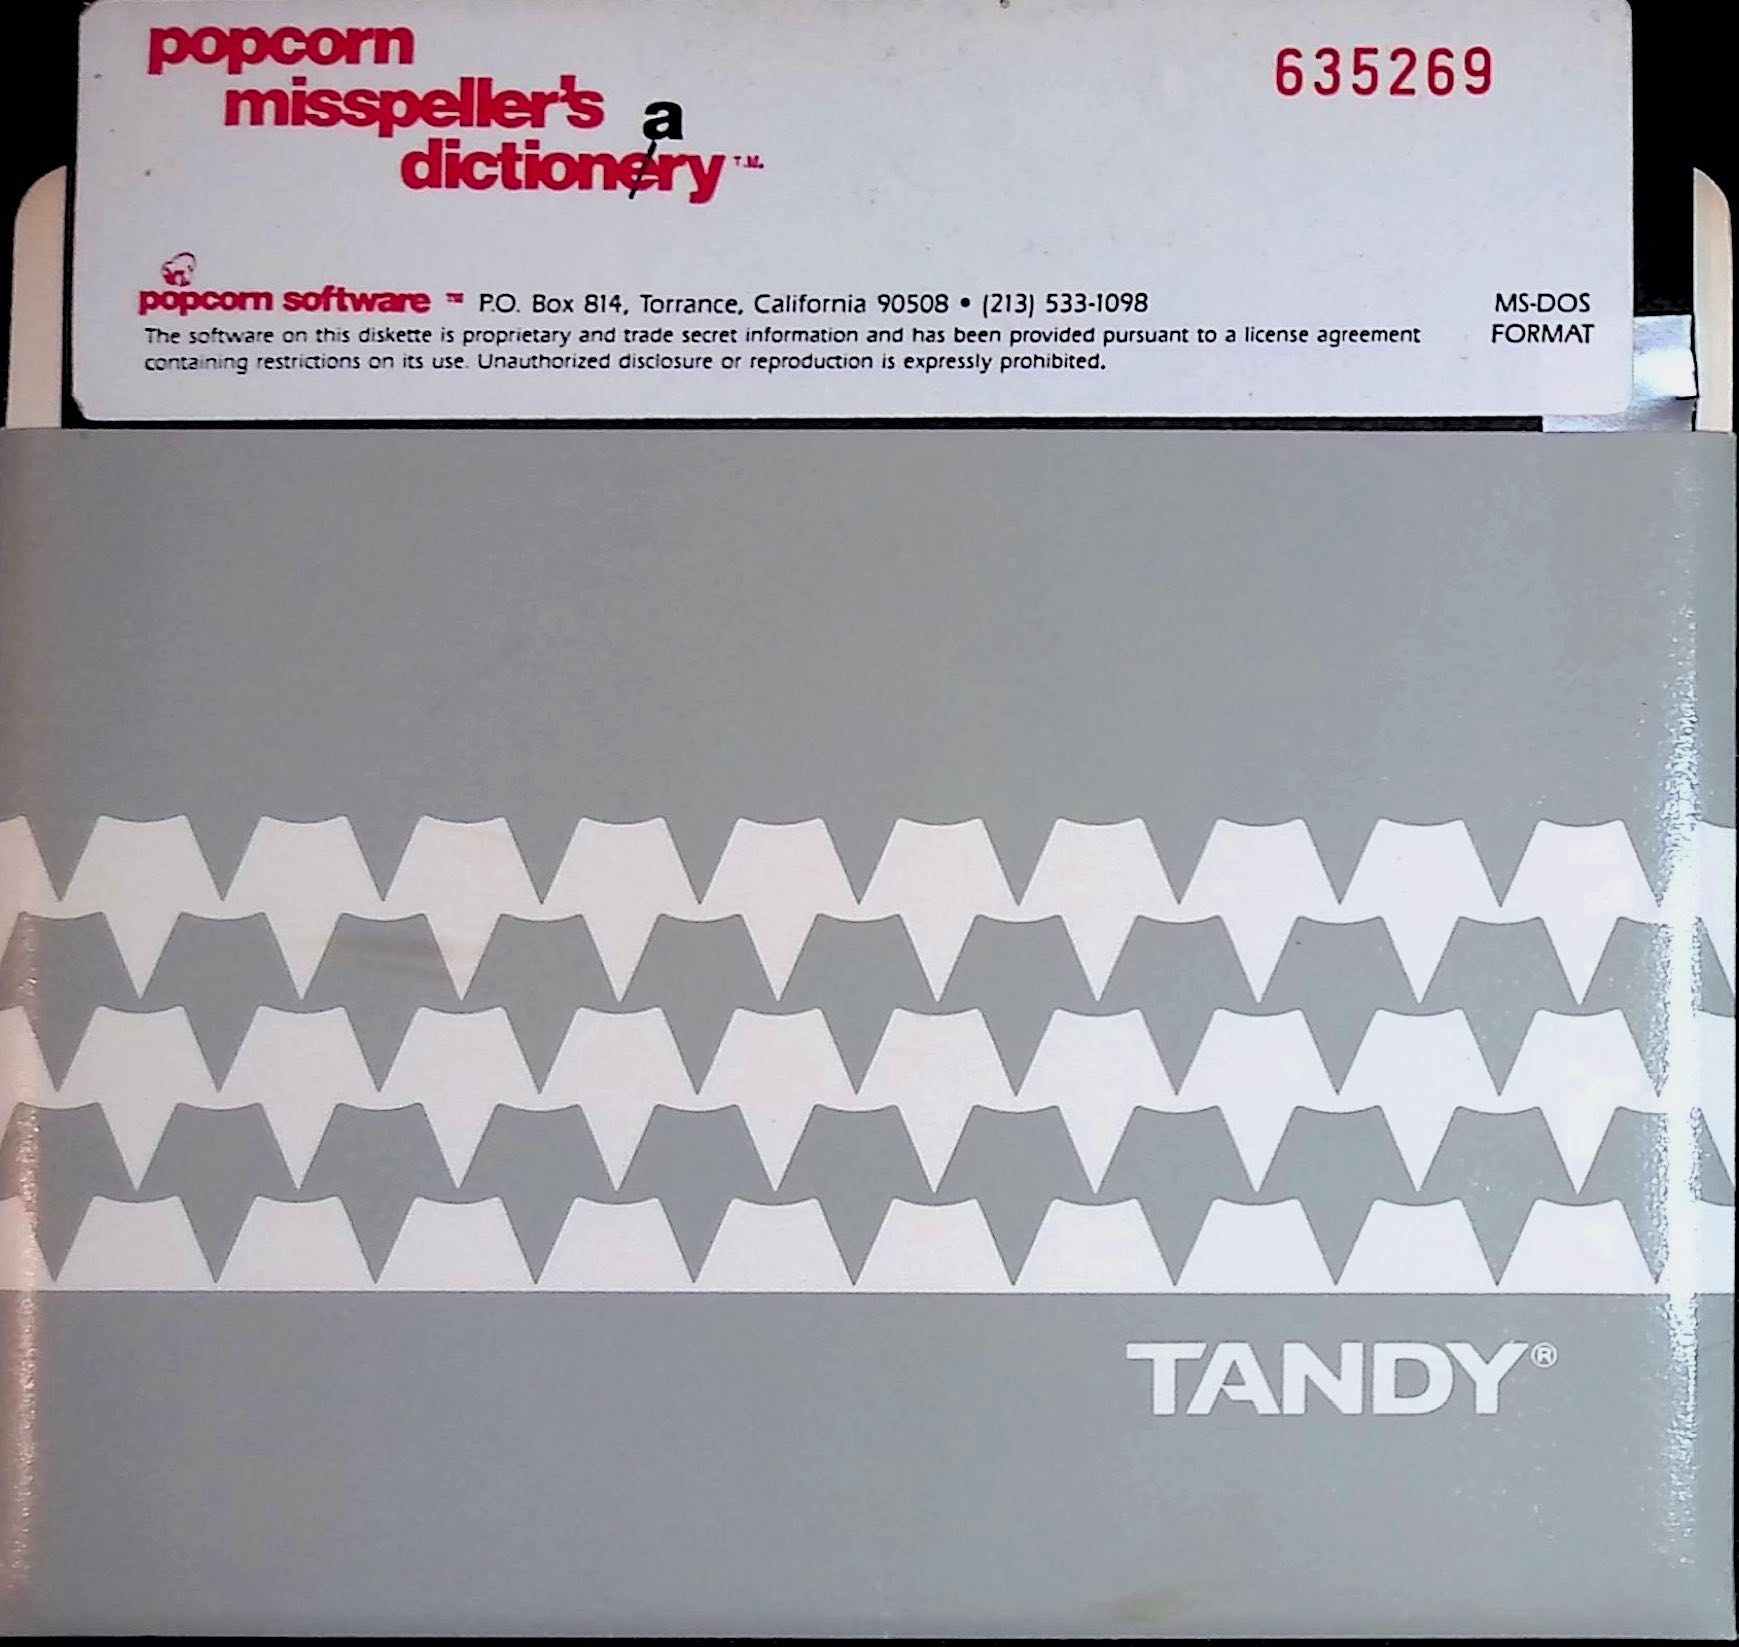 popcorn
misspeller's
a
dictionery T.M.
635269
popcorn software ™ P.O. Box 814, Torrance, California 90508 • (213) 533-1098
The software on this diskette is proprietary and trade secret information and has been provided pursuant to a license agreement
containing restrictions on its use. Unauthorized disclosure or reproduction is expressly prohibited.
MS-DOS
FORMAT
TANDY®